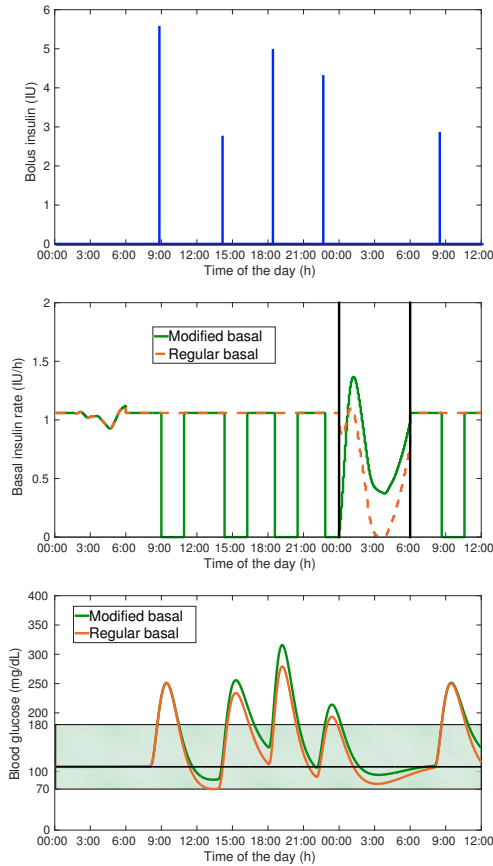 6
5
4
3
2
1
0
Bolus insulin (IU)
00:00 3:00 6:00 9:00 12:00 15:00 18:00 21:00 00:00 3:00 6:00 9:00 12:00
Time of the day (h)
2
1.5
1
0.5
0
Basal insulin rate (IU/h)
Modified basal
Regular basal
00:00 3:00 6:00 9:00 12:00 15:00 18:00 21:00 00:00 3:00 6:00 9:00 12:00
Time of the day (h)
400
350
300
250
180
100
70
0
Blood glucose (mg/dL)
Modified basal
Regular basal
00:00 3:00 6:00 9:00 12:00 15:00 18:00 21:00 00:00 3:00 6:00 9:00 12:00
Time of the day (h)